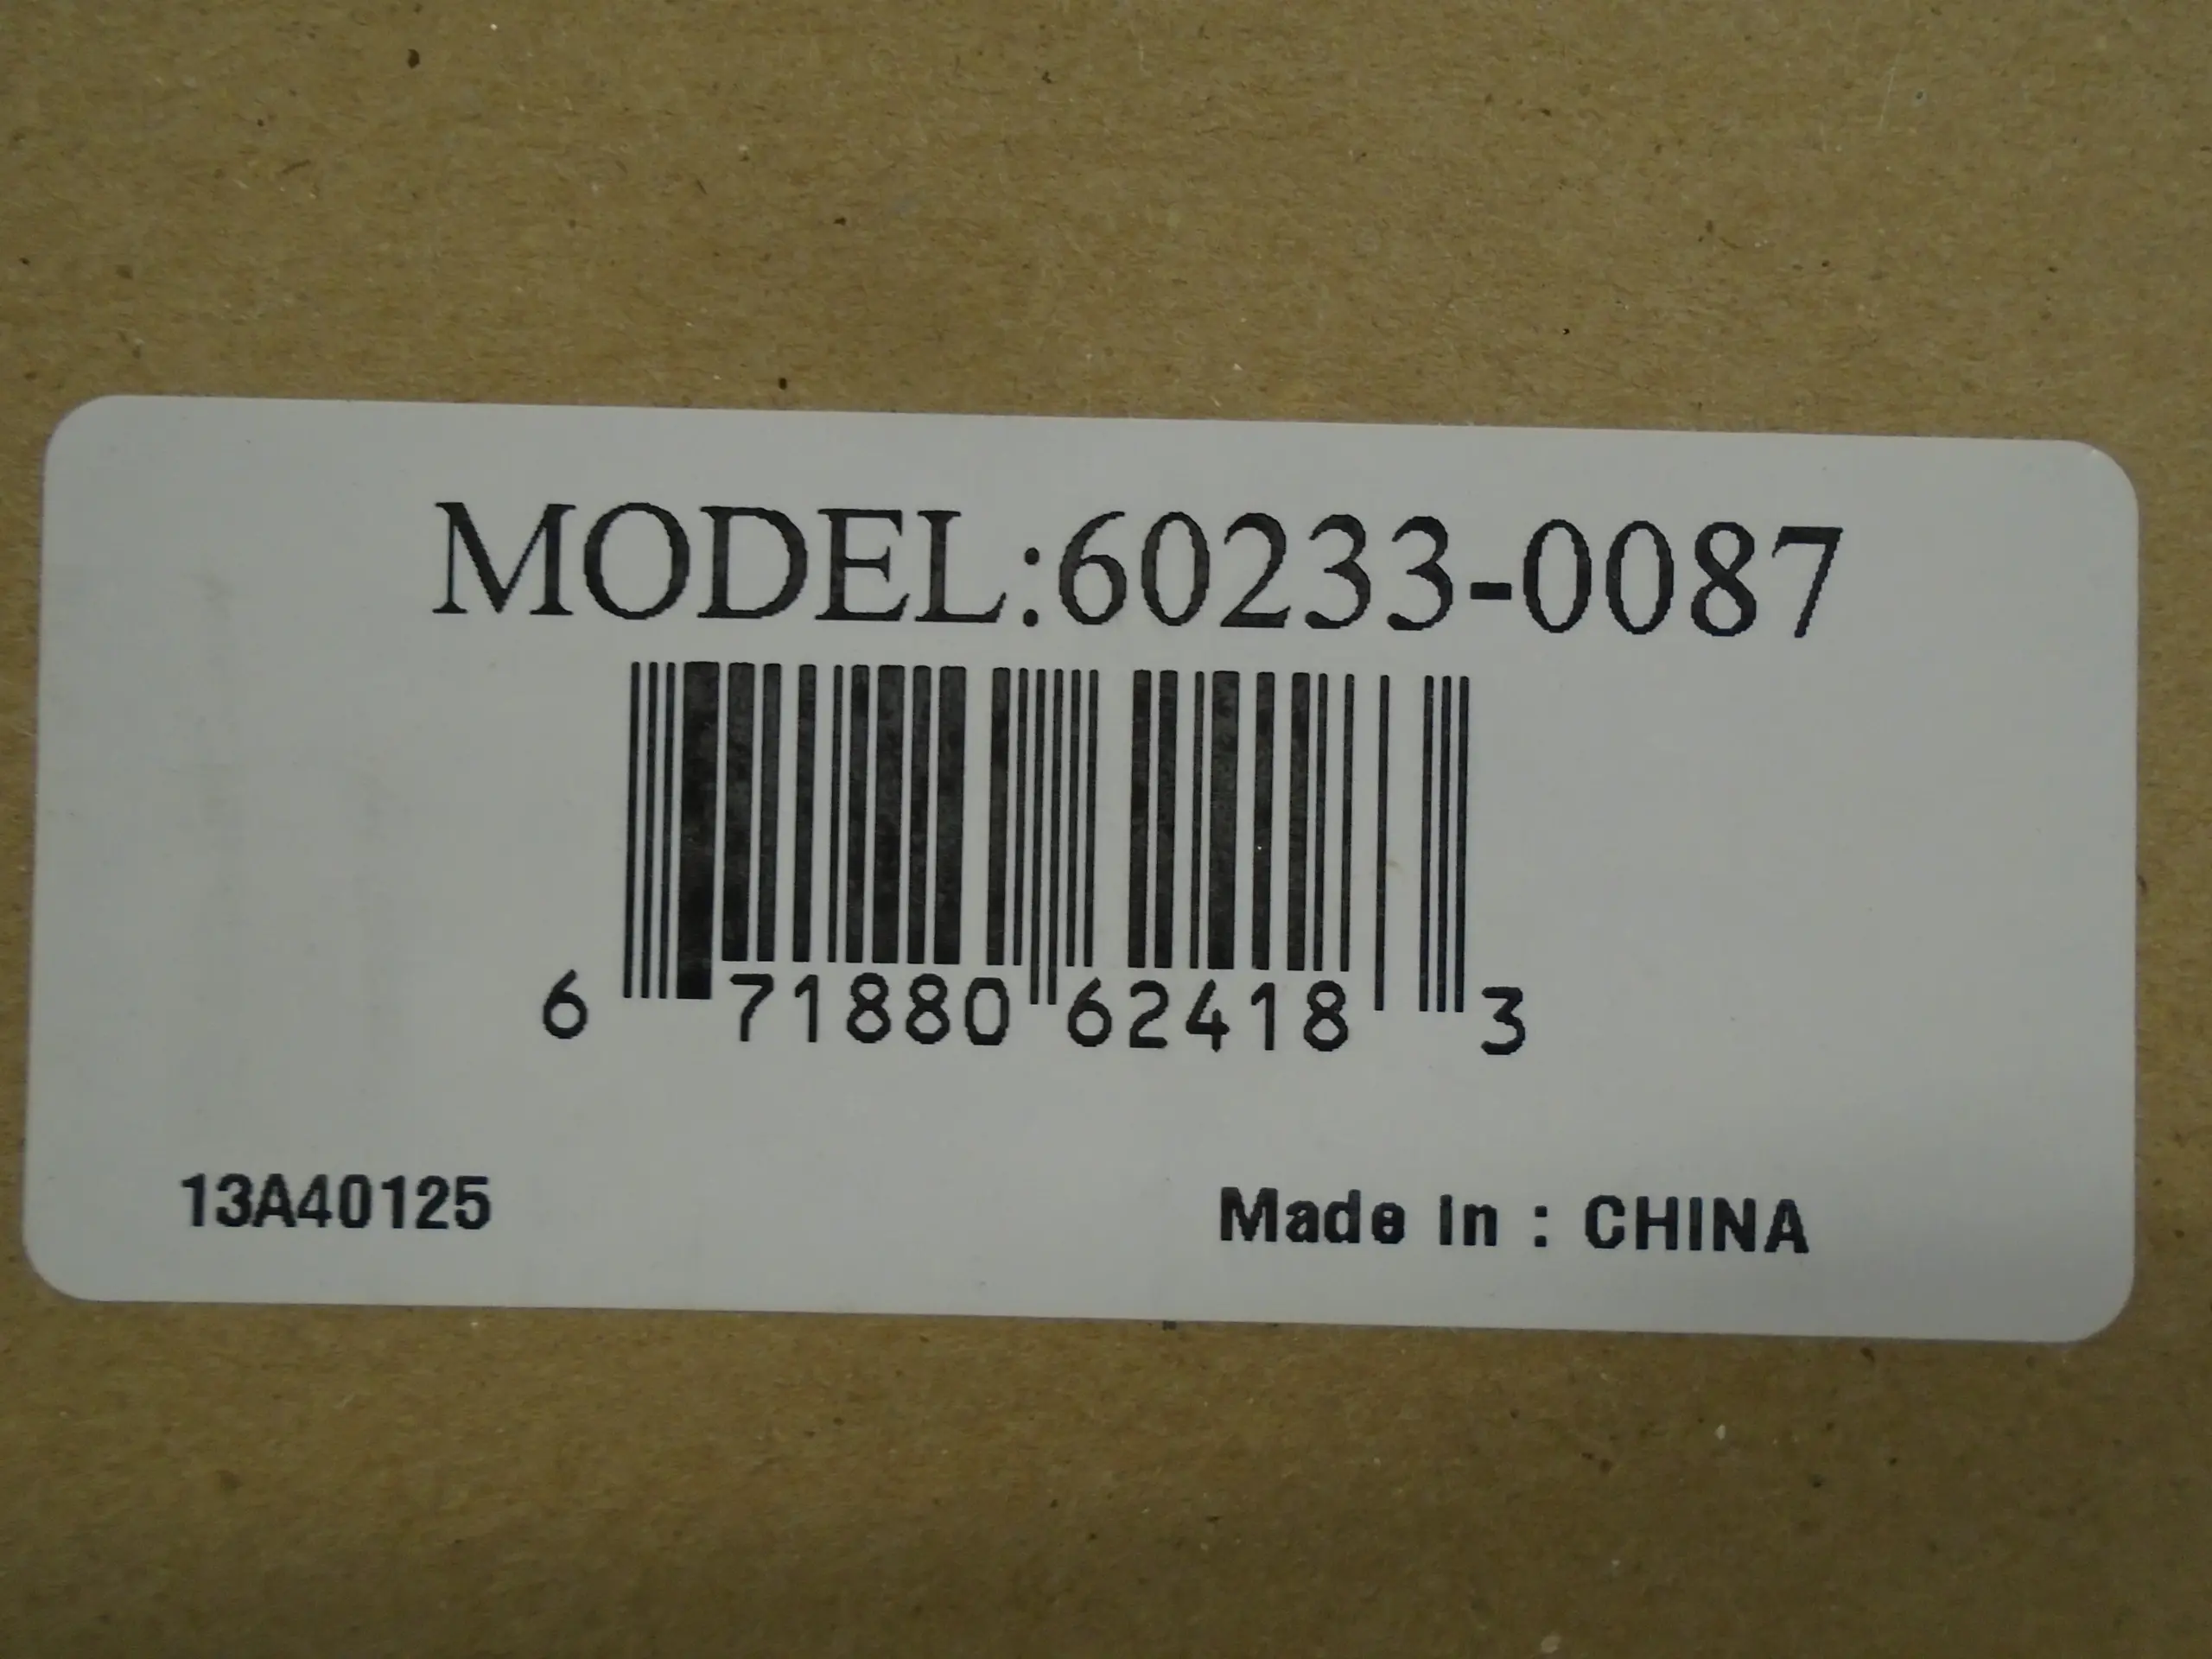 MODEL:60233-0087
6 71880 62418 3
13A40125
Made In : CHINA